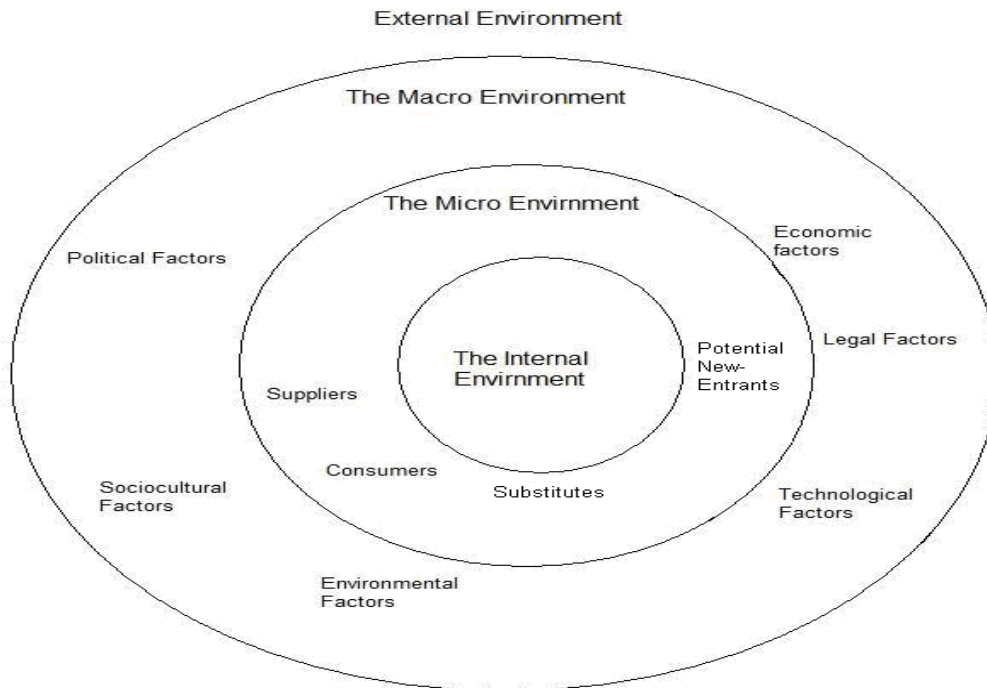 External Environment
The Macro Environment
The Micro Envirnment
Economic
factors
Political Factors
Legal Factors
Potential
New-
Entrants
The Internal
Envirnment
Suppliers
Consumers
Substitutes
Sociocultural
Factors
Technological
Factors
Environmental
Factors